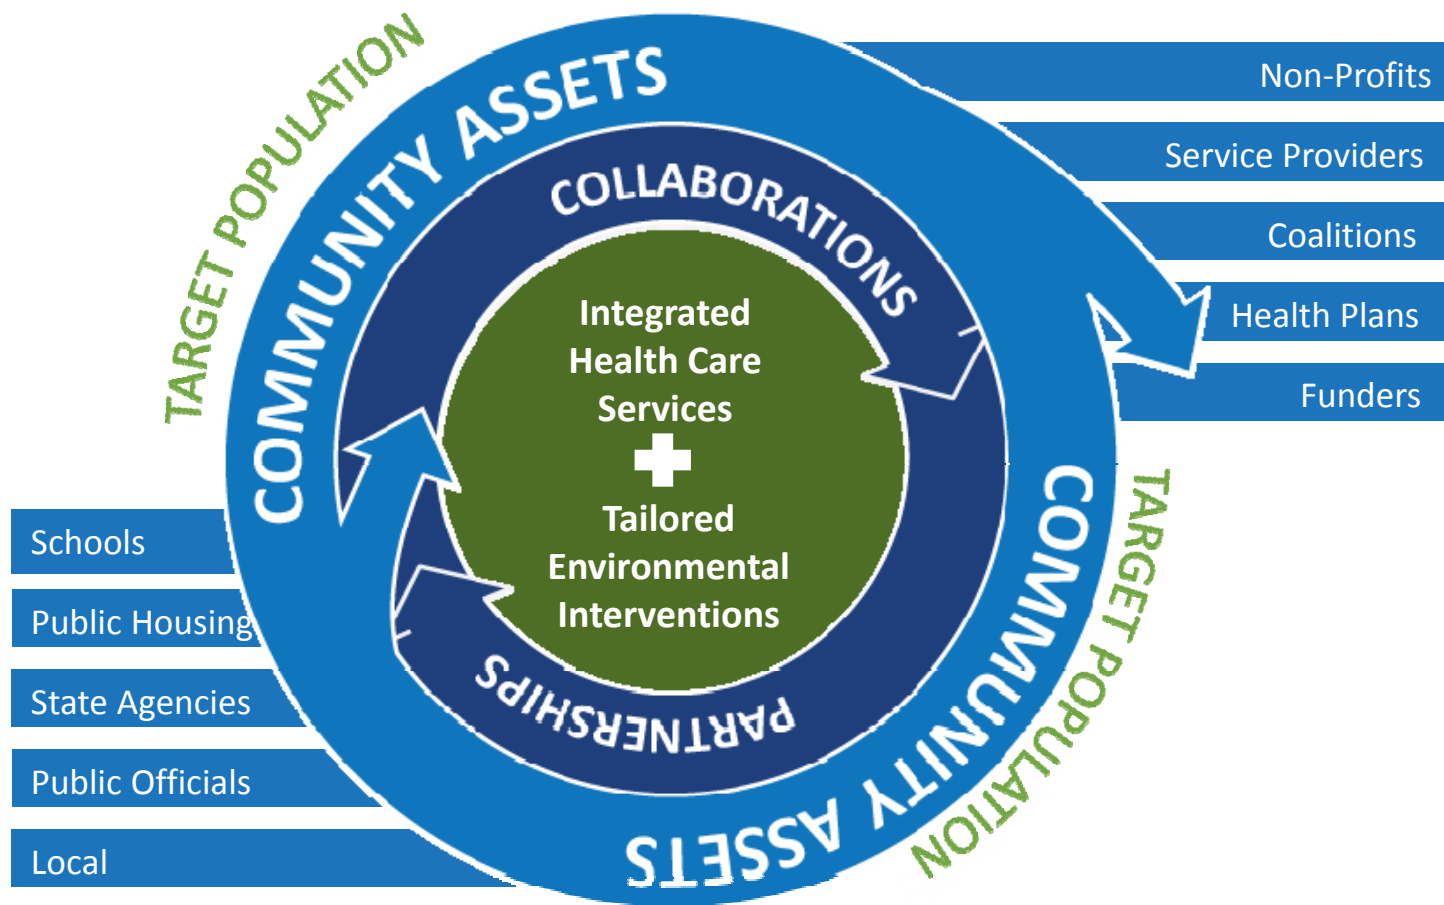 TARGET POPULATION
COMMUNITY ASSETS
COLLABORATIONS
Integrated
Health Care
Services
Tailored
Environmental
Interventions
PARTNERSHIPS
COMMUNITY ASSETS
TARGET POPULATION
Non-Profits
Service Providers
Coalitions
Health Plans
Funders
Schools
Public Housing
State Agencies
Public Officials
Local